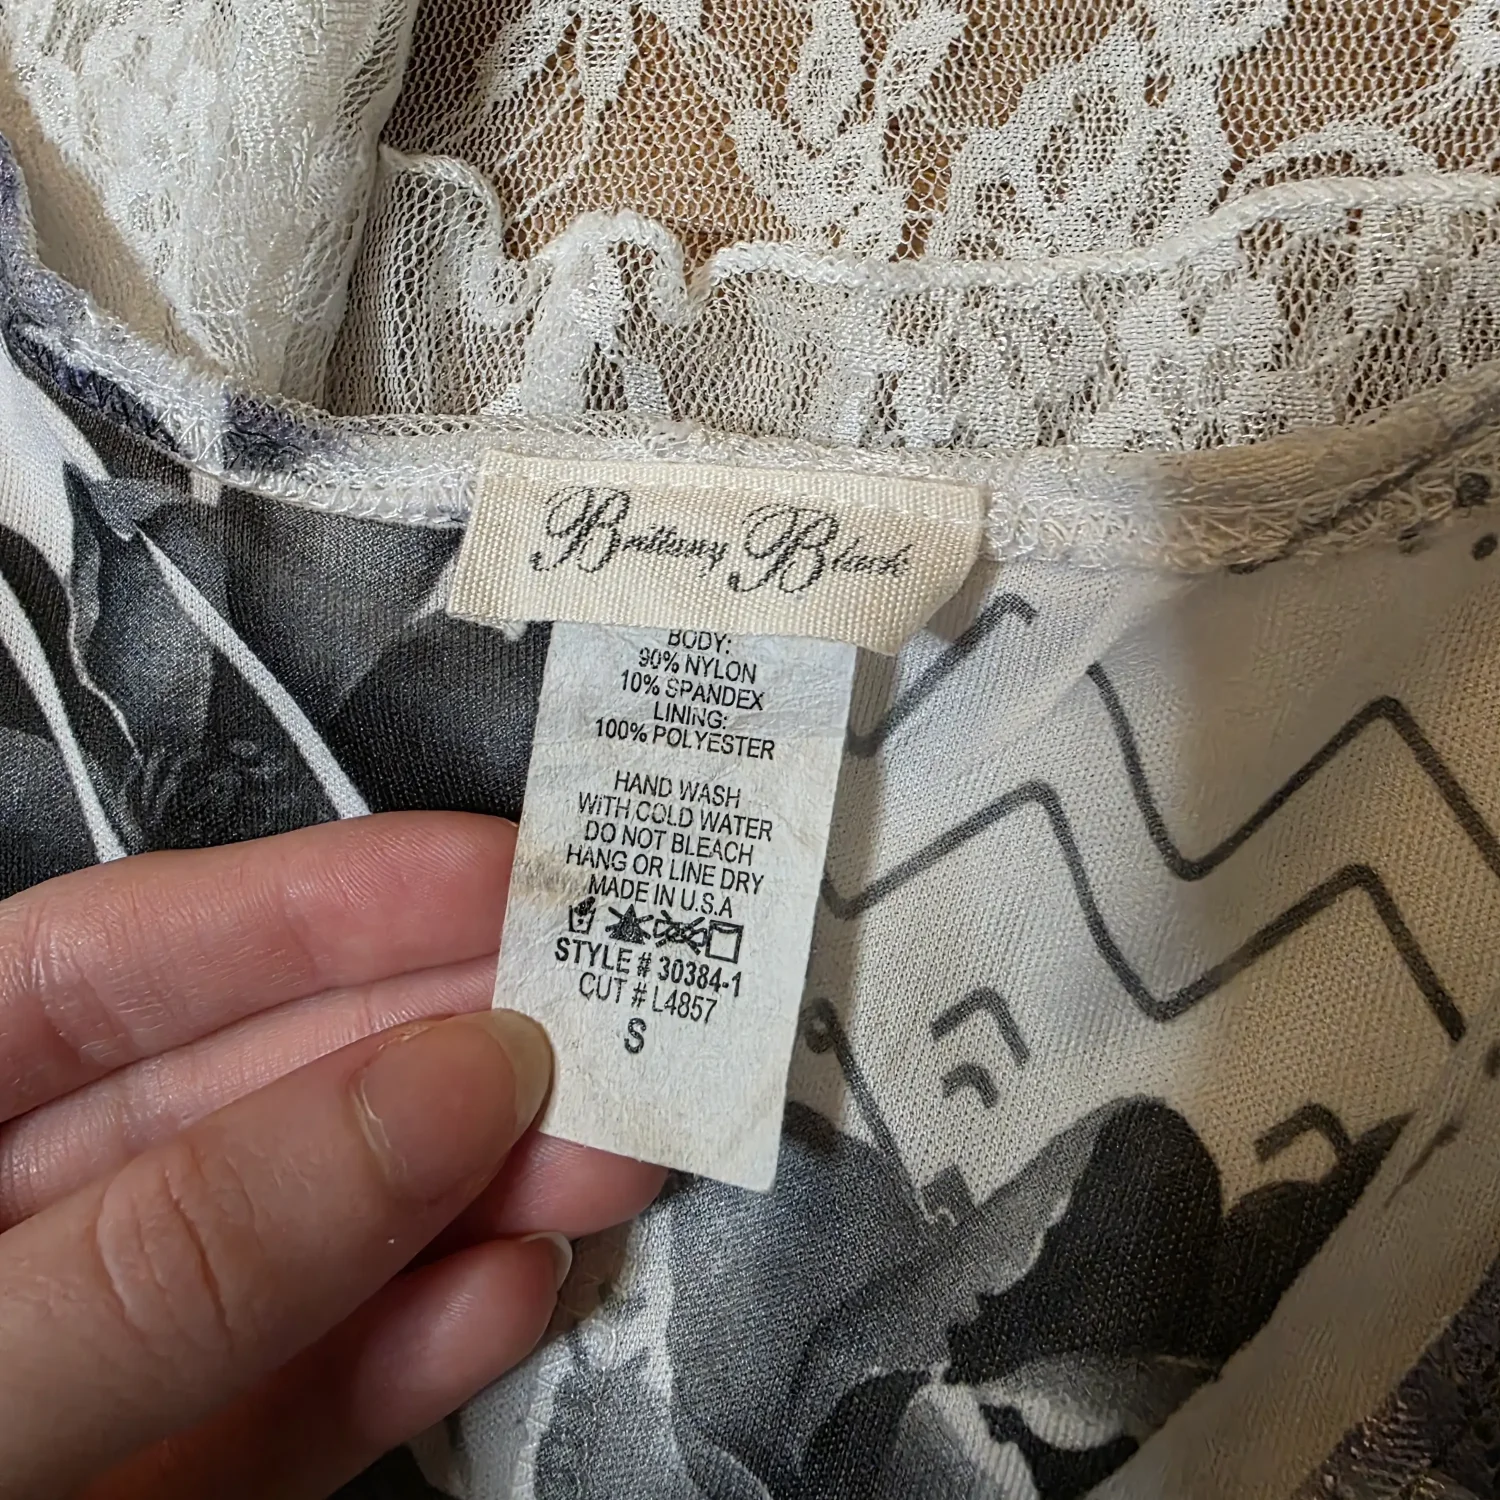 Brittany Black
BODY:
90% NYLON
10% SPANDEX
LINING:
100% POLYESTER
HAND WASH
WITH COLD WATER
DO NOT BLEACH
HANG OR LINE DRY
MADE IN U.S.A
STYLE # 30384-1
CUT # L4857
S